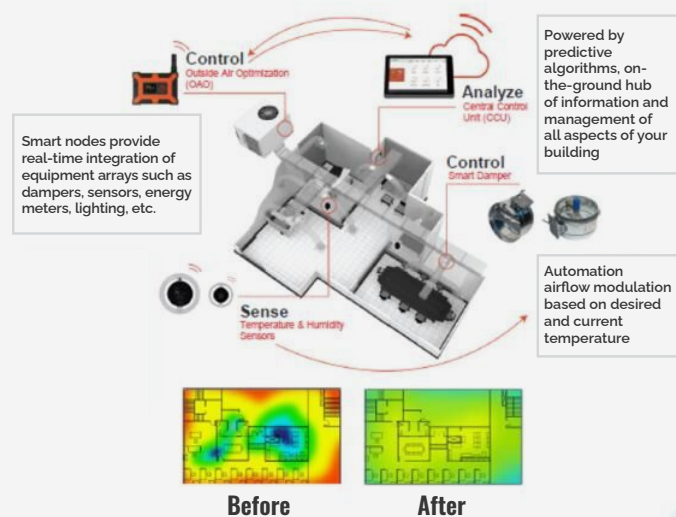 Control
Outside Air Optimization
(OAO)
Analyze
Central Control
Unit (CCU)
Powered by
predictive
algorithms, on-
the-ground hub
of information and
management of
all aspects of your
building
Smart nodes provide
real-time integration of
equipment arrays such as
dampers, sensors, energy
meters, lighting, etc.
Control
Smart Damper
Sense
Temperature & Humidity
Sensors
Automation
airflow modulation
based on desired
and current
temperature
Before
After